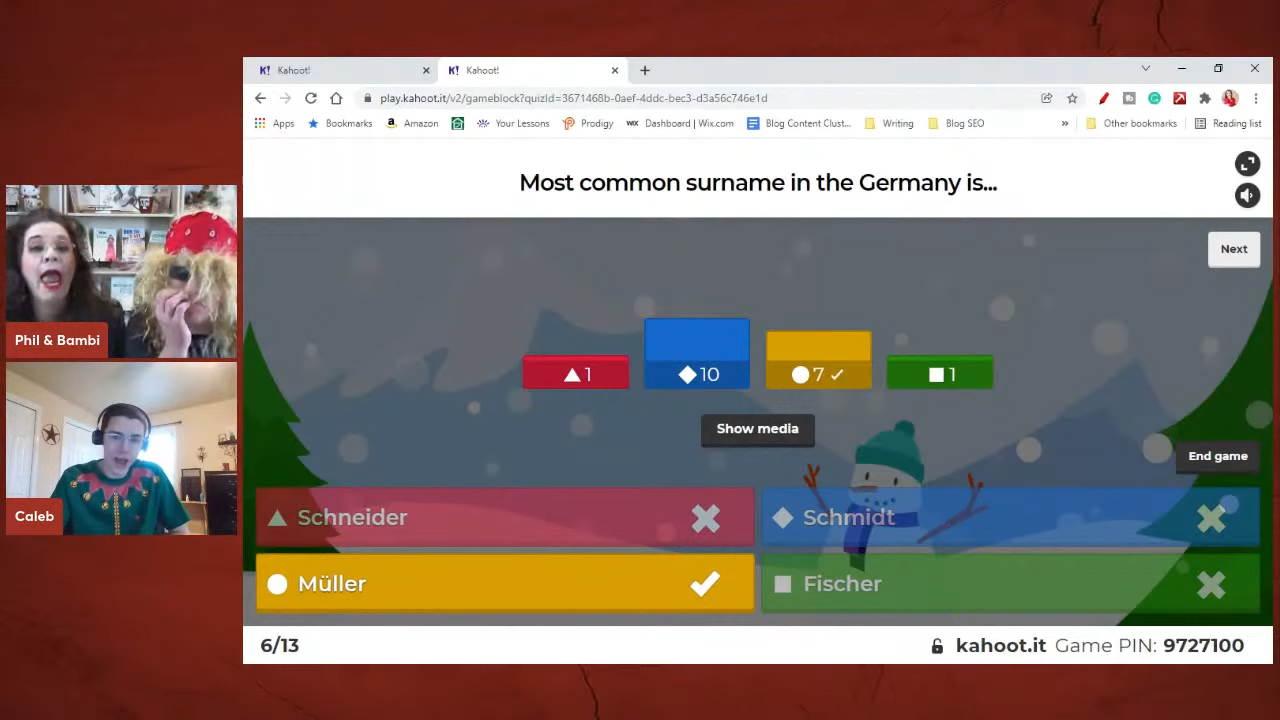 Kahoot!
Kahoot!
play.kahoot.it/v2/gameblock?quizId=3671468b-0aef-4ddc-bec3-d3a56c746e1d
Apps Bookmarks Amazon Your Lessons Prodigy WIX Dashboard | Wix.com Blog Content Clust... Writing Blog SEO » Other bookmarks Reading list
Most common surname in the Germany is...
Next
1 10 7 1
Show media
End game
Schneider
Schmidt
Müller
Fischer
6/13
kahoot.it Game PIN: 9727100
Phil & Bambi
Caleb